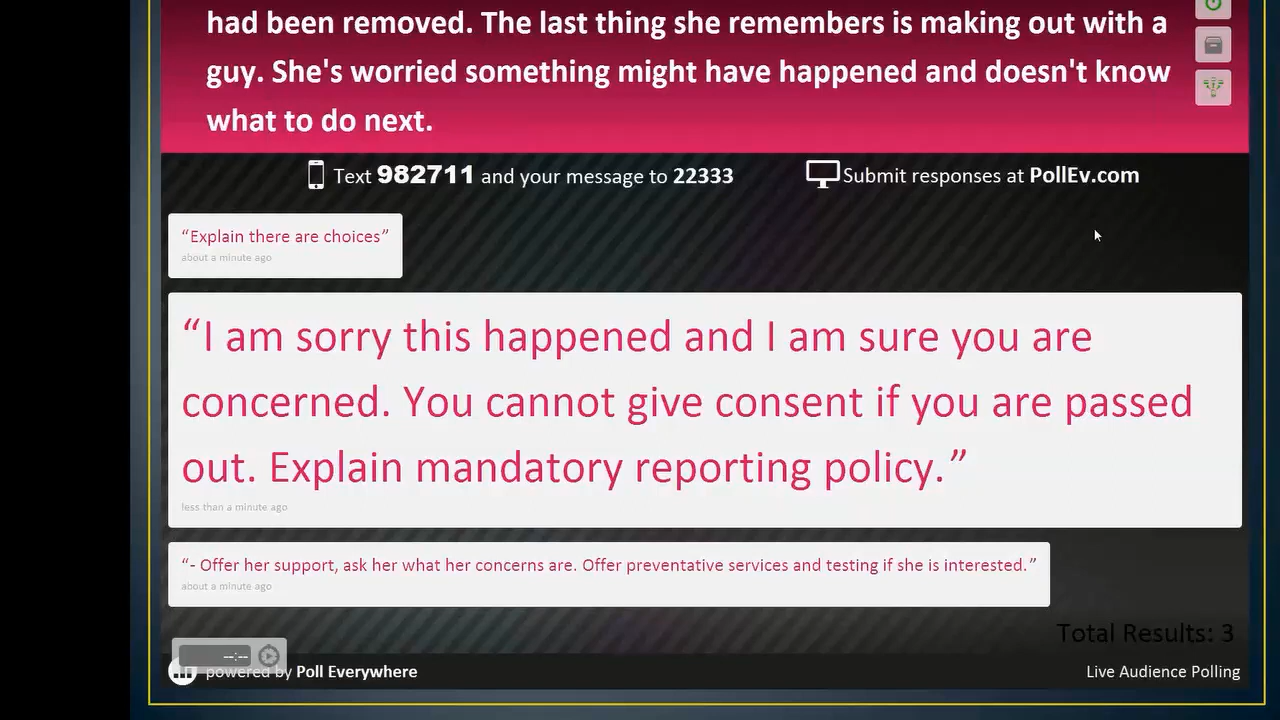 had been removed. The last thing she remembers is making out with a
guy. She's worried something might have happened and doesn't know
what to do next.
Text 982711 and your message to 22333
Submit responses at PollEv.com
“Explain there are choices”
about a minute ago
“I am sorry this happened and I am sure you are
concerned. You cannot give consent if you are passed
out. Explain mandatory reporting policy.”
less than a minute ago
“- Offer her support, ask her what her concerns are. Offer preventative services and testing if she is interested.”
about a minute ago
Total Results: 3
--:--
powered by Poll Everywhere
Live Audience Polling